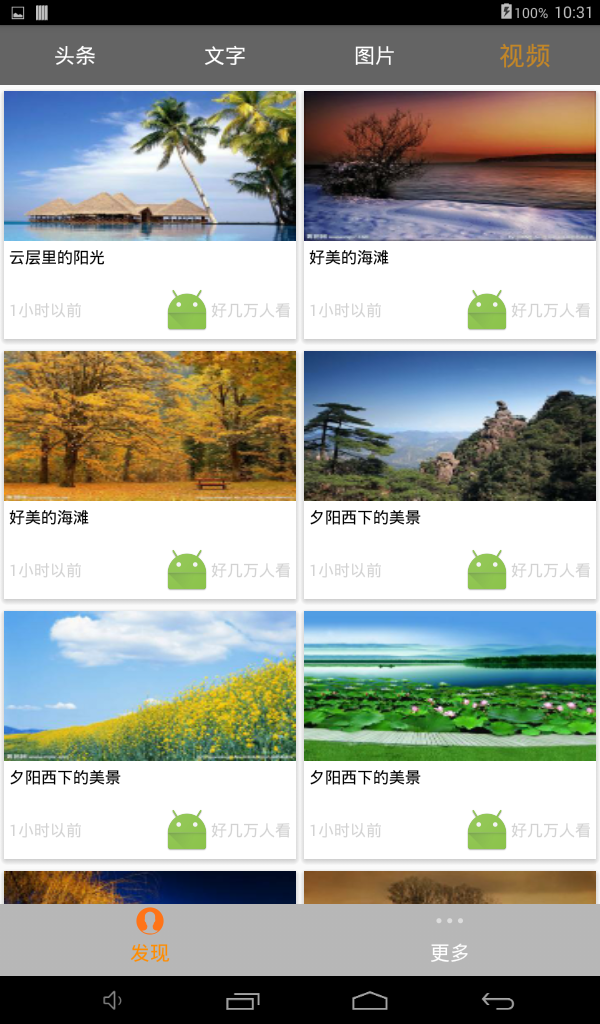 100% 10:31
头条 文字 图片 视频
云层里的阳光 好美的海滩
1小时以前 好几万人看 1小时以前 好几万人看
好美的海滩 夕阳西下的美景
1小时以前 好几万人看 1小时以前 好几万人看
夕阳西下的美景 夕阳西下的美景
1小时以前 好几万人看 1小时以前 好几万人看
发现 更多